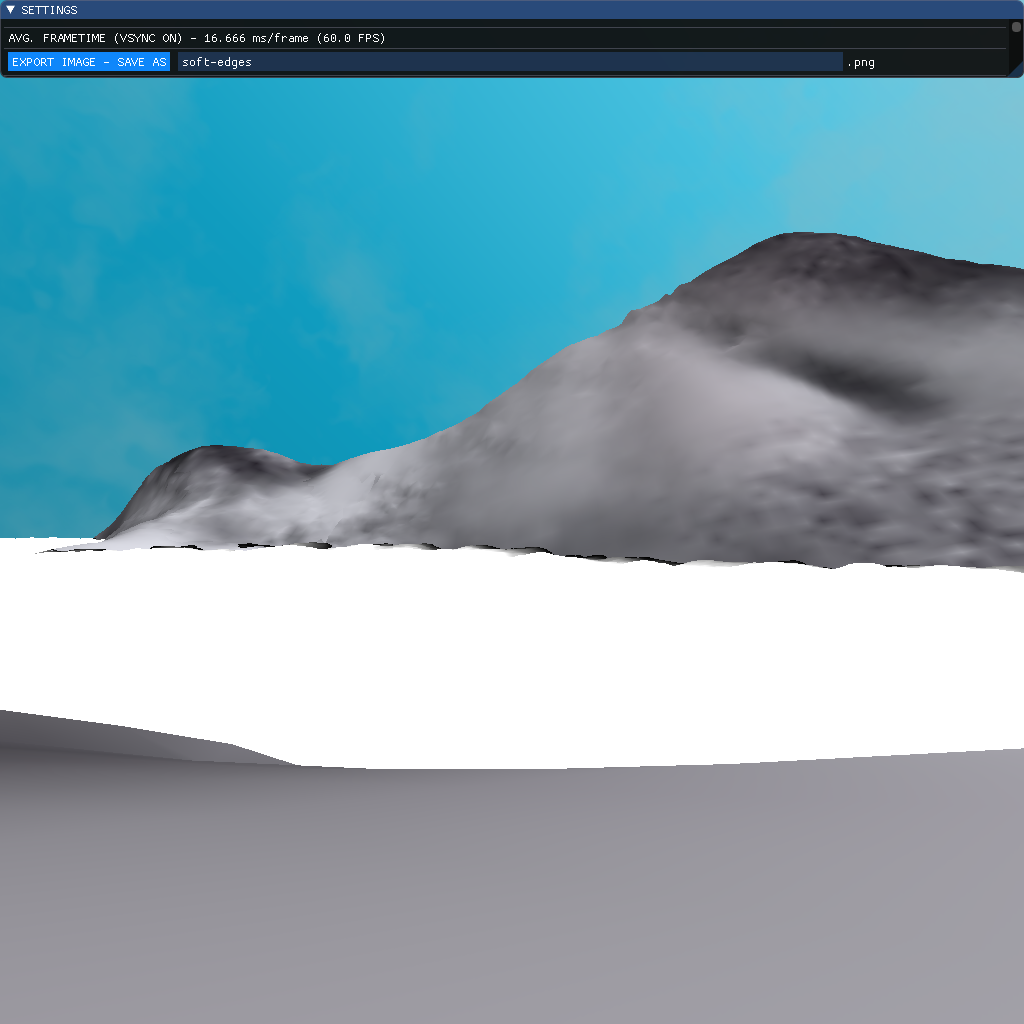 SETTINGS
AVG. FRAMETIME (VSYNC ON) - 16.666 ms/frame (60.0 FPS)
EXPORT IMAGE - SAVE AS soft-edges .png